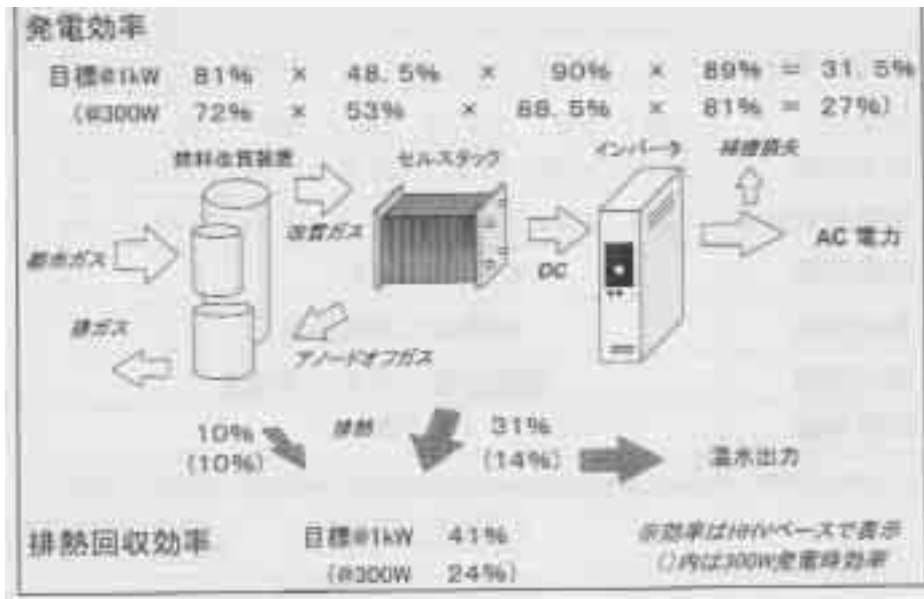 発電効率
目標@1kW 81% × 48.5% × 90% × 89% = 31.5%
(@300W 72% × 53% × 88.5% × 81% = 27%)
燃料改質装置
セルスタック
インバータ
補機損失
都市ガス
改質ガス
DC
AC 電力
排ガス
アノードオフガス
10%
(10%)
排熱
31%
(14%)
温水出力
排熱回収効率
目標@1kW 41%
(@300W 24%)
※効率はHHVベースで表示
()内は300W発電時効率